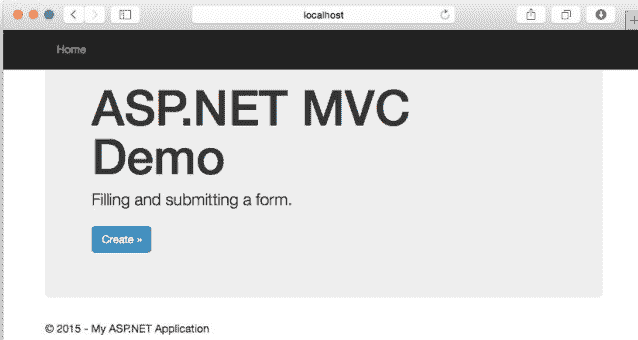 localhost
Home
ASP.NET MVC
Demo
Filling and submitting a form.
Create »
© 2015 - My ASP.NET Application